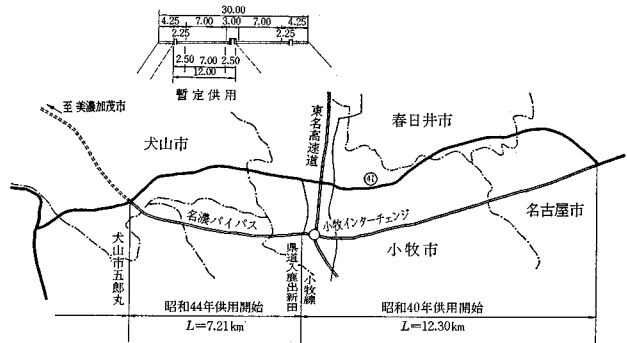 30.00
4.25 7.00 3.00 7.00 4.25
2.25 2.25
2.50 7.00 2.50
12.00
暫定供用
至 美濃加茂市
犬山市
東名高速道
春日井市
41
名濃バイパス
小牧インターチェンジ
名古屋市
小牧市
犬山市五郎丸
県道入鹿出新田
小牧線
昭和44年供用開始
L=7.21km
昭和40年供用開始
L=12.30km